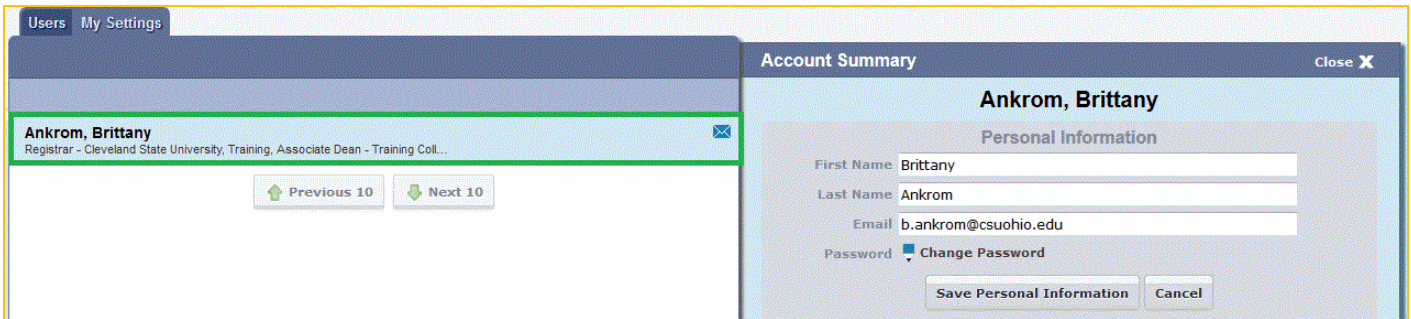 Users My Settings
Ankrom, Brittany
Registrar - Cleveland State University, Training, Associate Dean - Training Coll...
Previous 10 Next 10
Account Summary Close X
Ankrom, Brittany
Personal Information
First Name Brittany
Last Name Ankrom
Email b.ankrom@csuohio.edu
Password Change Password
Save Personal Information Cancel